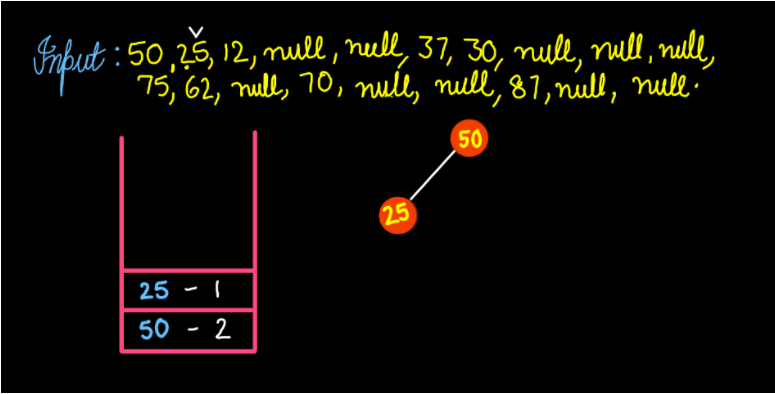 Input : 50, 25, 12, null, null, 37, 30, null, null, null,
75, 62, null, 70, null, null, 87, null, null.
50
25
25 - 1
50 - 2